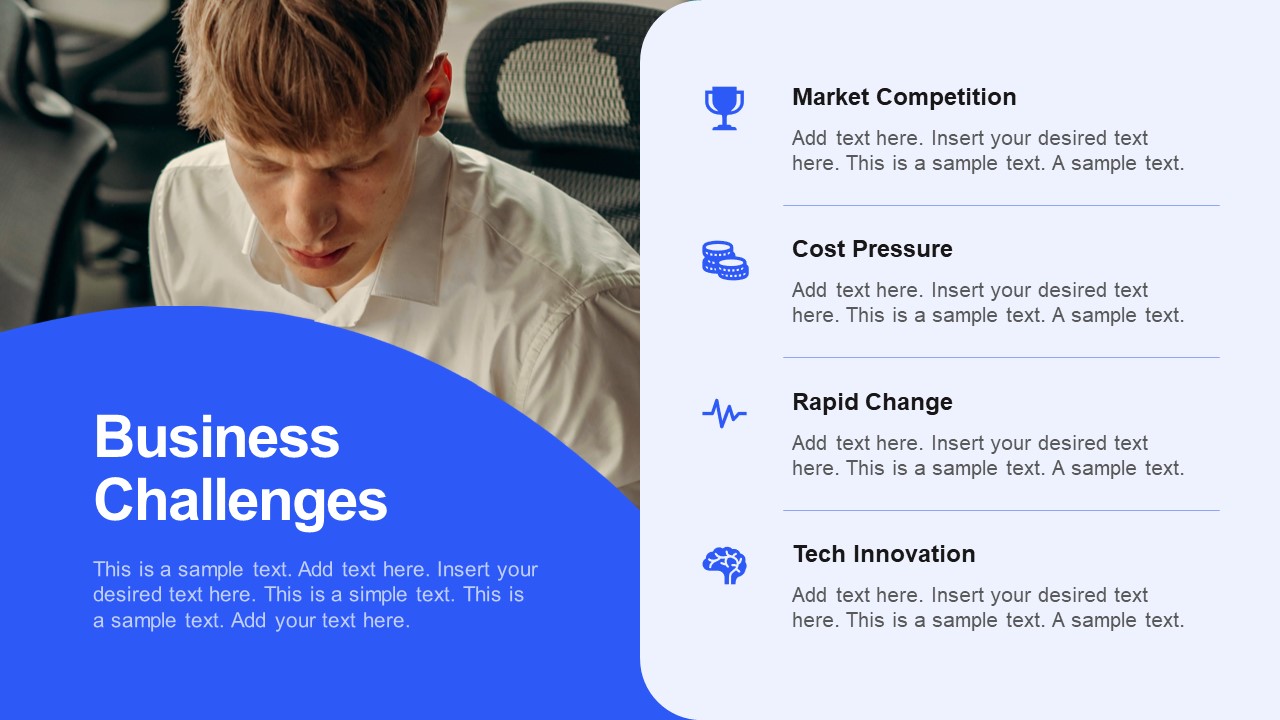 Business
Challenges
This is a sample text. Add text here. Insert your
desired text here. This is a simple text. This is
a sample text. Add your text here.
Market Competition
Add text here. Insert your desired text
here. This is a sample text. A sample text.
Cost Pressure
Add text here. Insert your desired text
here. This is a sample text. A sample text.
Rapid Change
Add text here. Insert your desired text
here. This is a sample text. A sample text.
Tech Innovation
Add text here. Insert your desired text
here. This is a sample text. A sample text.